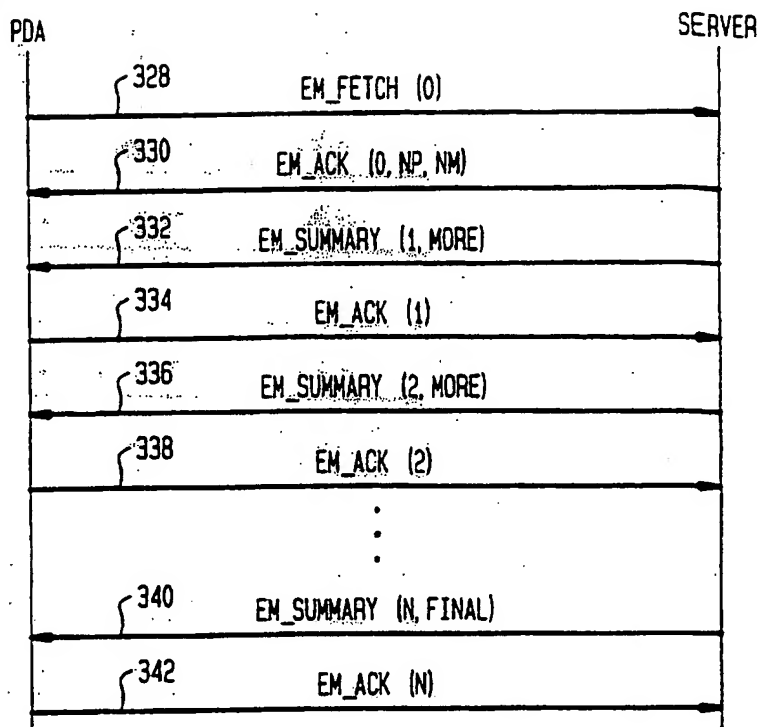 PDA SERVER
328 EM_FETCH (0)
330 EM_ACK (0, NP, NM)
332 EM_SUMMARY (1, MORE)
334 EM_ACK (1)
336 EM_SUMMARY (2, MORE)
338 EM_ACK (2)
340 EM_SUMMARY (N, FINAL)
342 EM_ACK (N)